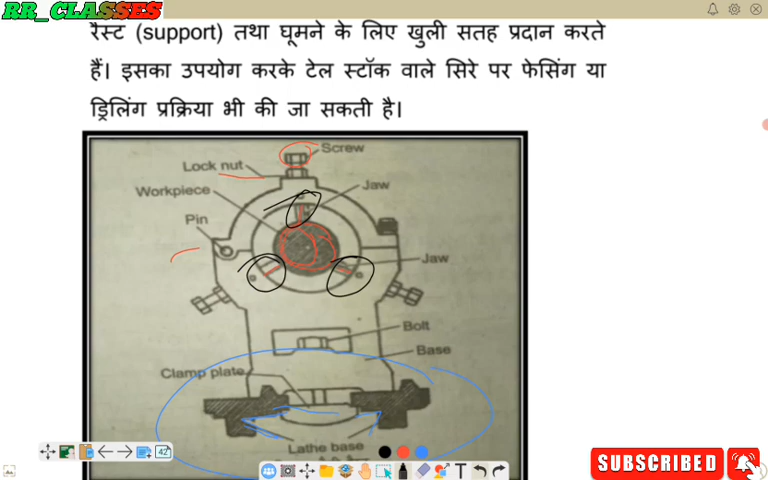 RR_CLASSES
रैस्ट (support) तथा घूमने के लिए खुली सतह प्रदान करते
हैं। इसका उपयोग करके टेल स्टॉक वाले सिरे पर फेसिंग या
ड्रिलिंग प्रक्रिया भी की जा सकती है।
Screw
Lock nut
Jaw
Workpiece
Pin
Jaw
Bolt
Base
Clamp plate
Lathe base
42
T
SUBSCRIBED